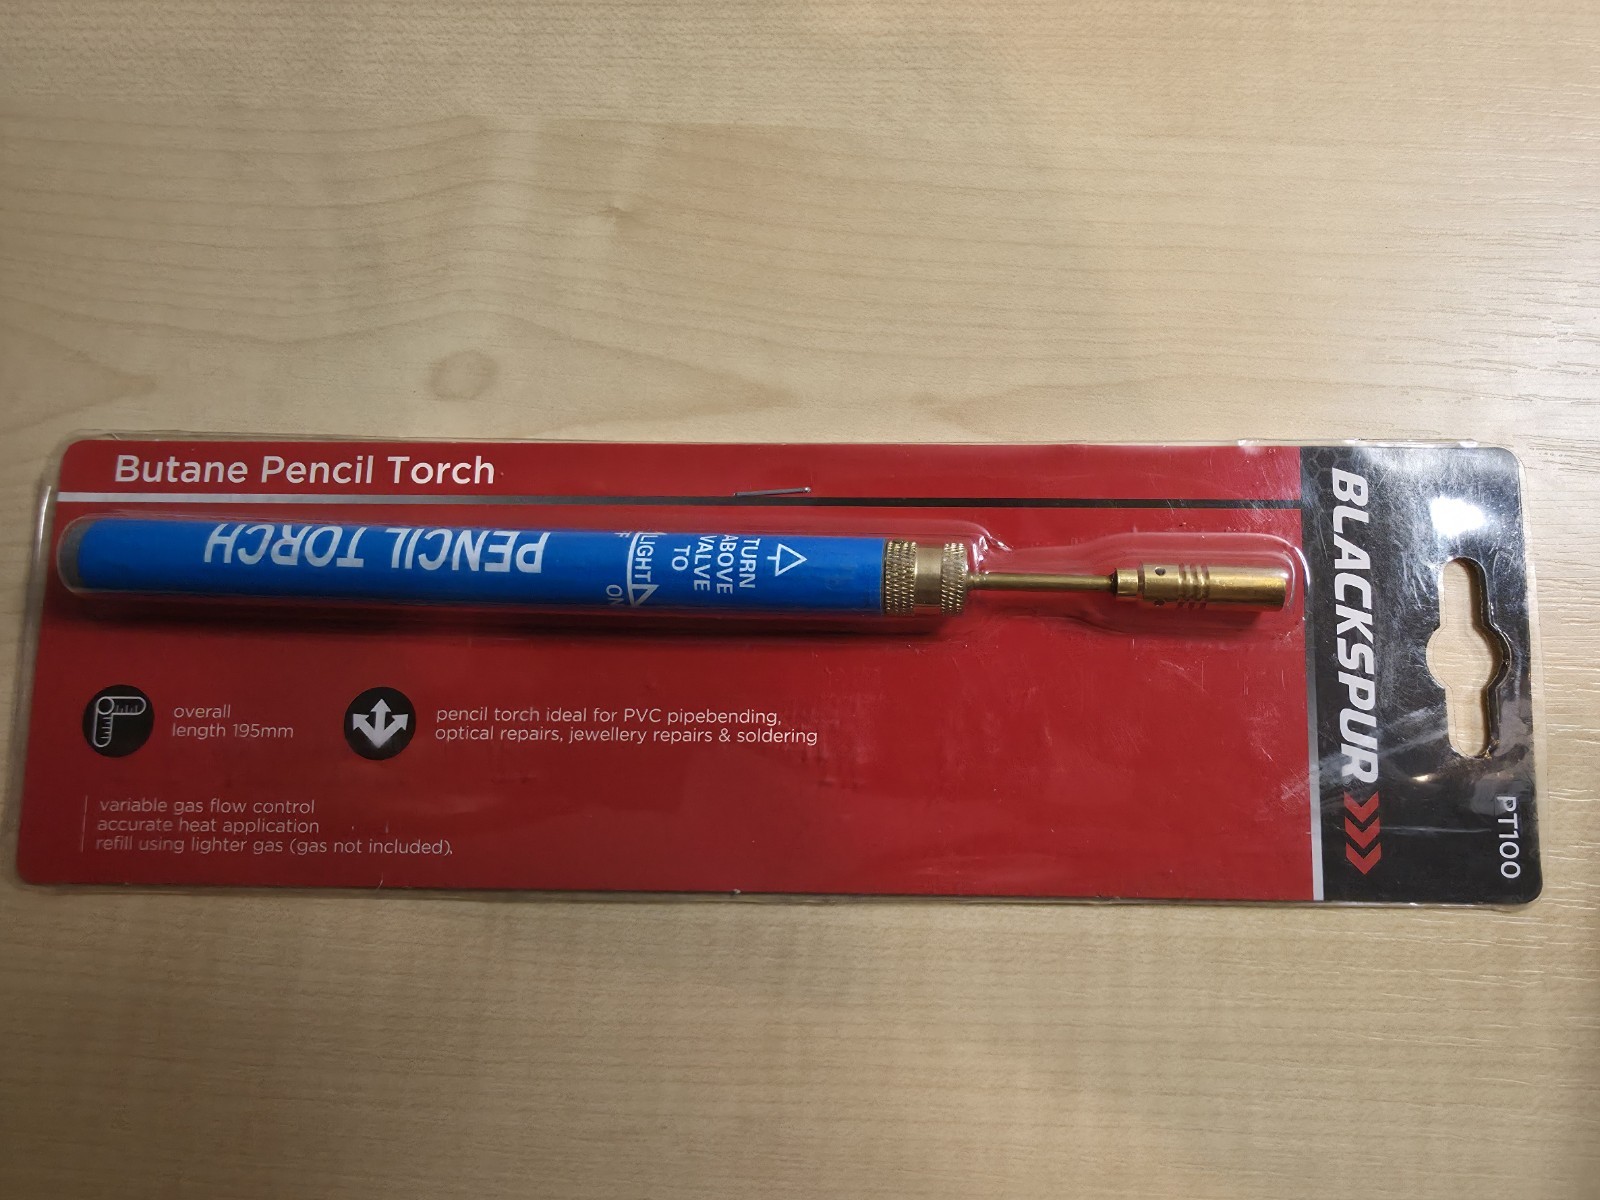 Butane Pencil Torch
PENCIL TORCH
TURN
ABOVE
VALVE
TO
LIGHT
ON
overall
length 195mm
pencil torch ideal for PVC pipebending,
optical repairs, jewellery repairs & soldering
variable gas flow control
accurate heat application
refill using lighter gas (gas not included),
BLACKSPUR
PT100